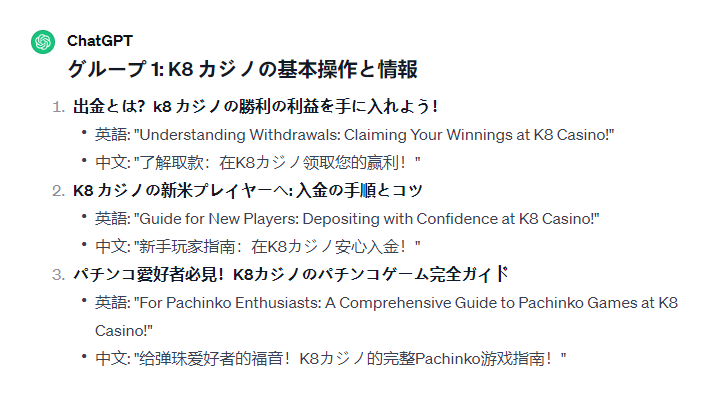 ChatGPT
グループ 1: K8 カジノの基本操作と情報
1. 出金とは？k8 カジノの勝利の利益を手に入れよう！
• 英語: "Understanding Withdrawals: Claiming Your Winnings at K8 Casino!"
• 中文: "了解取款：在K8カジノ领取您的赢利！"
2. K8 カジノの新米プレイヤーへ: 入金の手順とコツ
• 英語: "Guide for New Players: Depositing with Confidence at K8 Casino!"
• 中文: "新手玩家指南：在K8カジノ安心入金！"
3. パチンコ愛好者必見！K8カジノのパチンコゲーム完全ガイド
• 英語: "For Pachinko Enthusiasts: A Comprehensive Guide to Pachinko Games at K8
Casino!"
• 中文: "给弹珠爱好者的福音！K8カジノ的完整Pachinko游戏指南！"